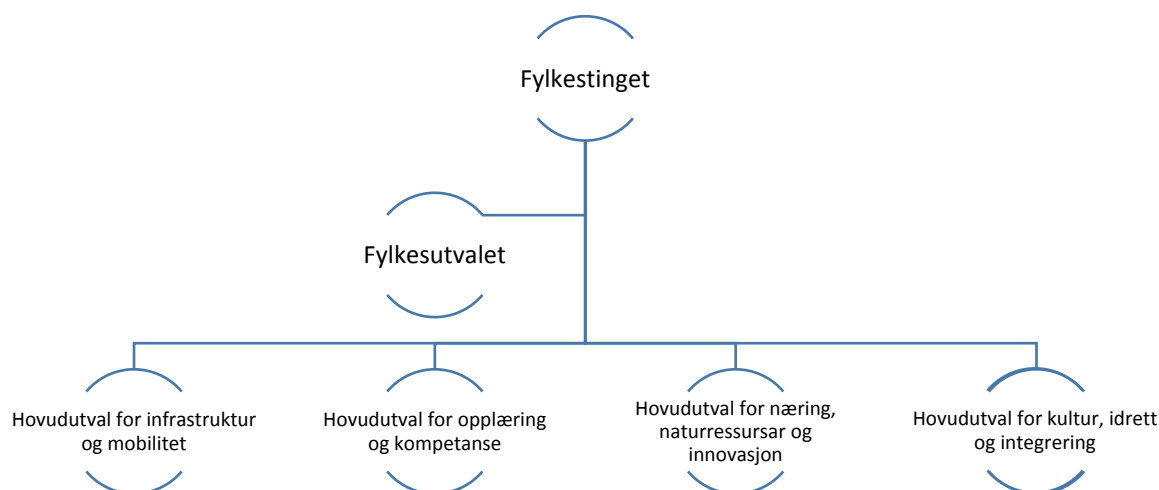 Fylkestinget
Fylkesutvalet
Hovudutval for infrastruktur
og mobilitet
Hovudutval for opplæring
og kompetanse
Hovudutval for næring,
naturressursar og
innovasjon
Hovudutval for kultur, idrett
og integrering